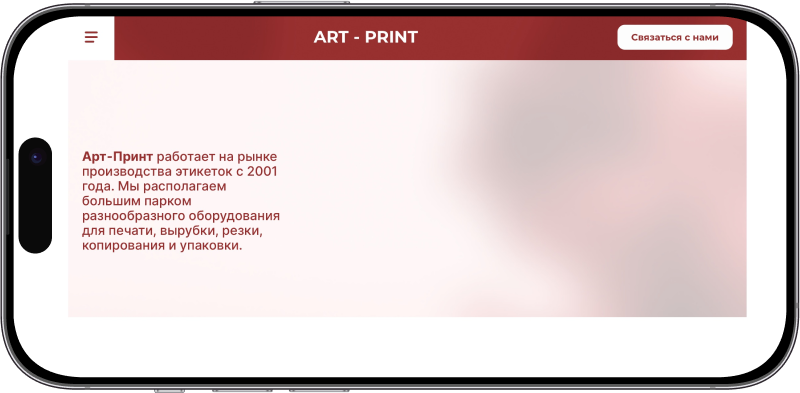 ART - PRINT
Связаться с нами
Арт-Принт работает на рынке
производства этикеток с 2001
года. Мы располагаем
большим парком
разнообразного оборудования
для печати, вырубки, резки,
копирования и упаковки.